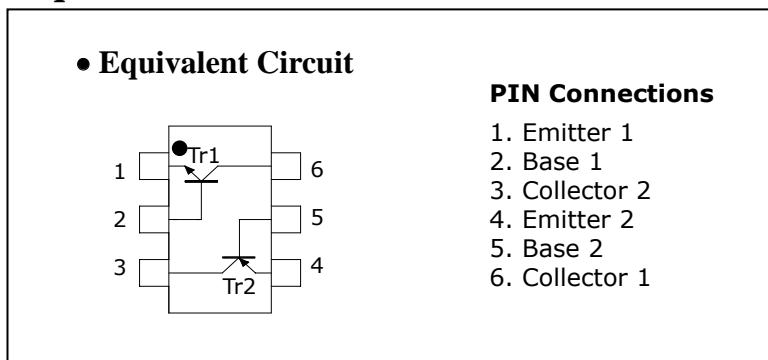 • Equivalent Circuit
PIN Connections
1. Emitter 1
2. Base 1
3. Collector 2
4. Emitter 2
5. Base 2
6. Collector 1
Tr1
1
6
2
5
3
4
Tr2